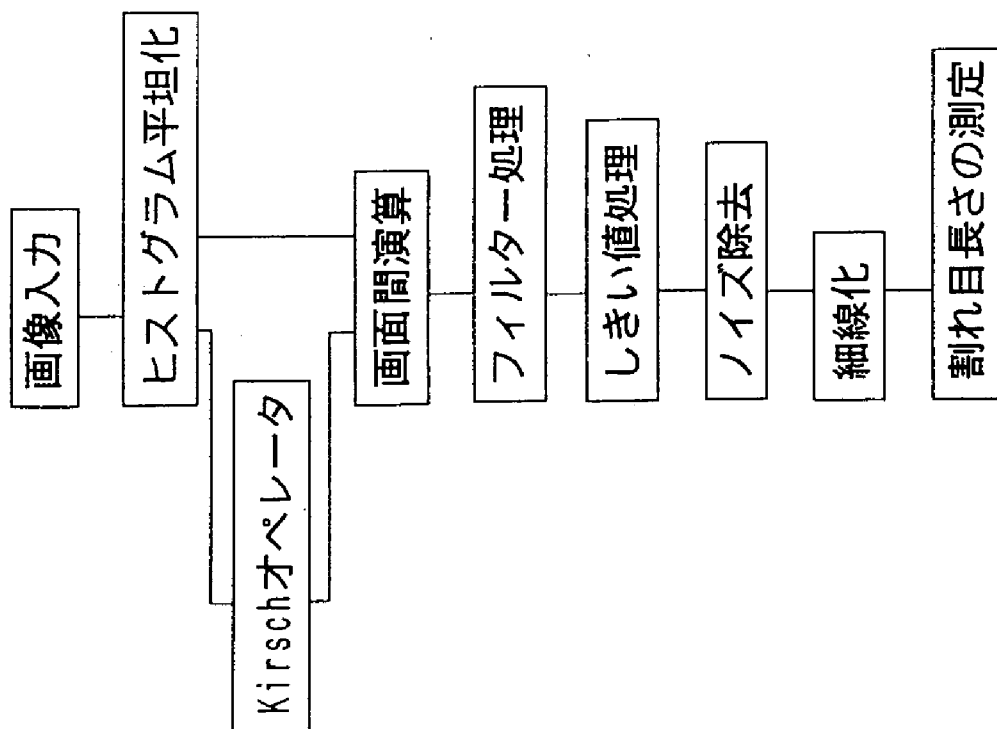 画像入力
ヒストグラム平坦化
Kirschオペレータ
画面間演算
フィルター処理
しきい値処理
ノイズ除去
細線化
割れ目長さの測定